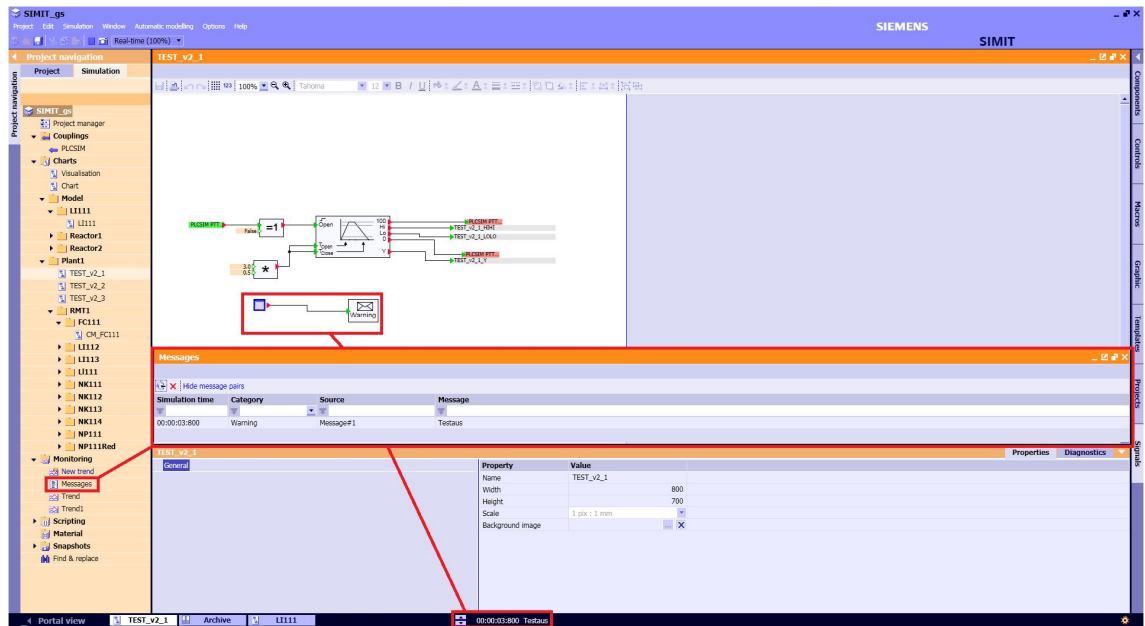 SIMIT_gs
Project Edit Simulation Window Automatic modelling Options Help
SIEMENS
Real-time (100%)
SIMIT
Project navigation
TEST_v2_1
Project Simulation
100% Tahoma 12 B I U A
Project navigation
SIMIT_gs
Project manager
Couplings
PLCSIM
Charts
Visualisation
Chart
Model
LI111
LI111
Reactor1
Reactor2
Plant1
TEST_v2_1
TEST_v2_2
TEST_v2_3
RMT1
FC111
CM_FC111
LI112
LI113
LI111
NK111
NK112
NK113
NK114
NP111
NP111Red
Monitoring
New trend
Messages
Trend
Trend1
Scripting
Material
Snapshots
Find & replace
PLCSIM PTT...
False
=1
Open
100
Hi
Lo
0
Topen
Tclose
Y
PLCSIM PTT...
TEST_v2_1_HIHI
TEST_v2_1_LOLO
PLCSIM PTT...
TEST_v2_1_Y
3.0
0.5
*
Warning
Messages
Hide message pairs
Simulation time Category Source Message
00:00:03:800 Warning Message#1 Testaus
TEST_v2_1
Properties Diagnostics
General
Property Value
Name TEST_v2_1
Width 800
Height 700
Scale 1 pix : 1 mm
Background image ... X
Components
Controls
Macros
Graphic
Templates
Projects
Signals
Portal view TEST_v2_1 Archive LI111 00:00:03:800 Testaus